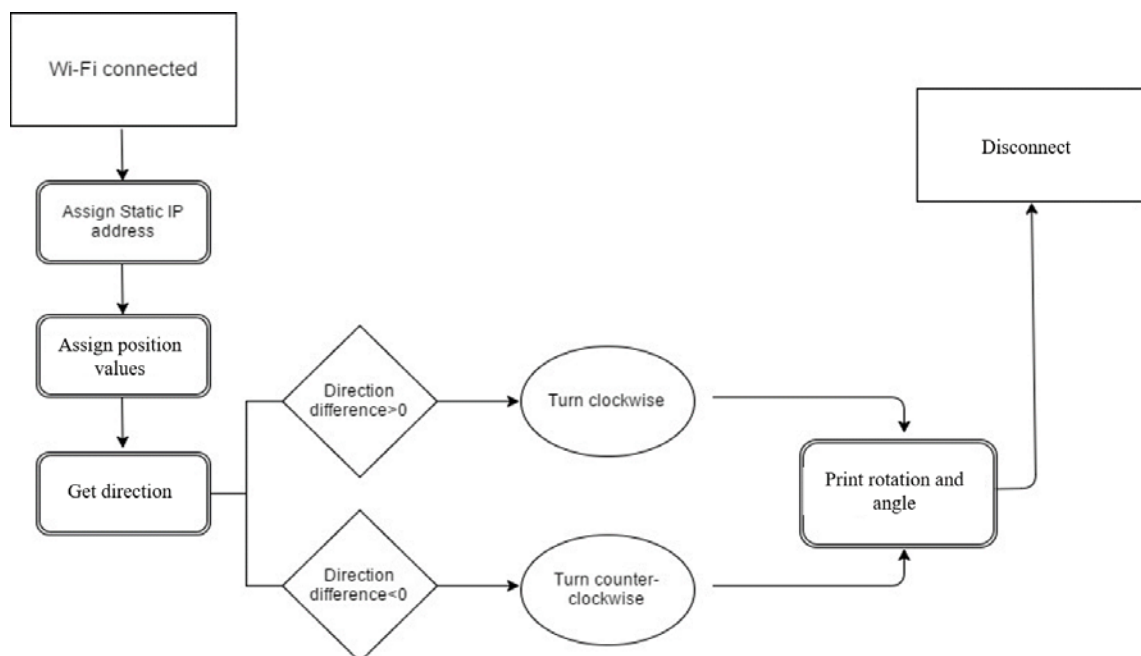 Wi-Fi connected
Assign Static IP
address
Assign position
values
Get direction
Direction
difference>0
Turn clockwise
Direction
difference<0
Turn counter-
clockwise
Print rotation and
angle
Disconnect